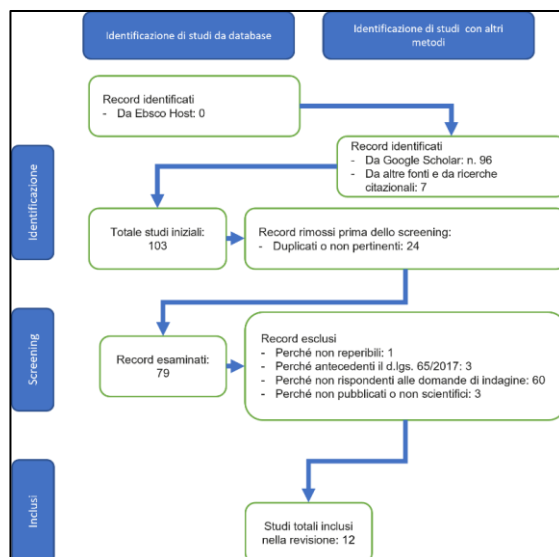 Identificazione di studi da database
Identificazione di studi con altri
metodi
Record identificati
- Da Ebsco Host: 0
Identificazione
Record identificati
- Da Google Scholar: n. 96
- Da altre fonti e da ricerche
citazionali: 7
Totale studi iniziali:
103
Record rimossi prima dello screening:
- Duplicati o non pertinenti: 24
Screening
Record esaminati:
79
Record esclusi
- Perché non reperibili: 1
- Perché antecedenti il d.lgs. 65/2017: 3
- Perché non rispondenti alle domande di indagine: 60
- Perché non pubblicati o non scientifici: 3
Inclusi
Studi totali inclusi
nella revisione: 12